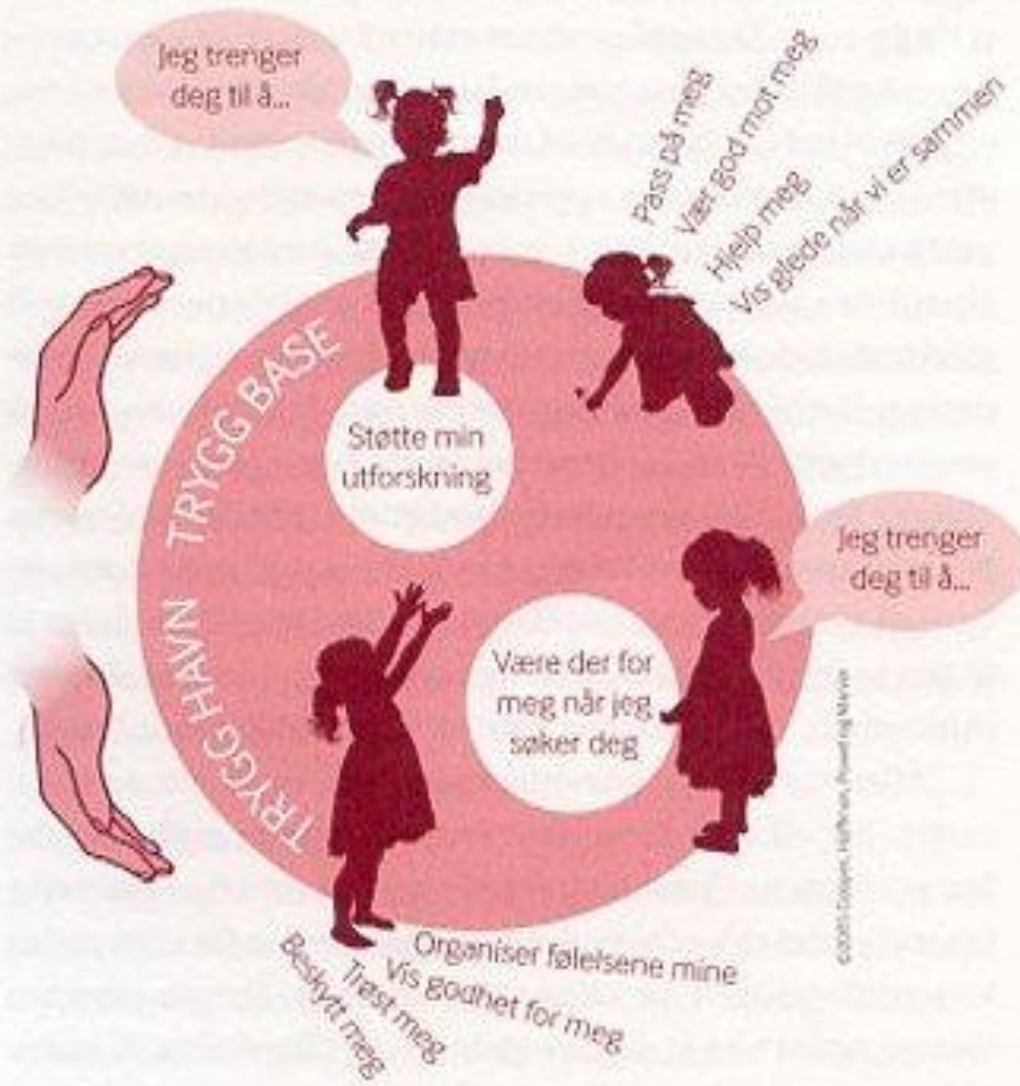 Jeg trenger
deg til å...
Pass på meg
Vær god mot meg
Hjelp meg
Vis glede når vi er sammen
TRYGG BASE
Støtte min
utforskning
Jeg trenger
deg til å...
TRYGG HAVN
Være der for
meg når jeg
søker deg
Organiser følelsene mine
Vis godhet for meg
Trøst meg
Beskytt meg